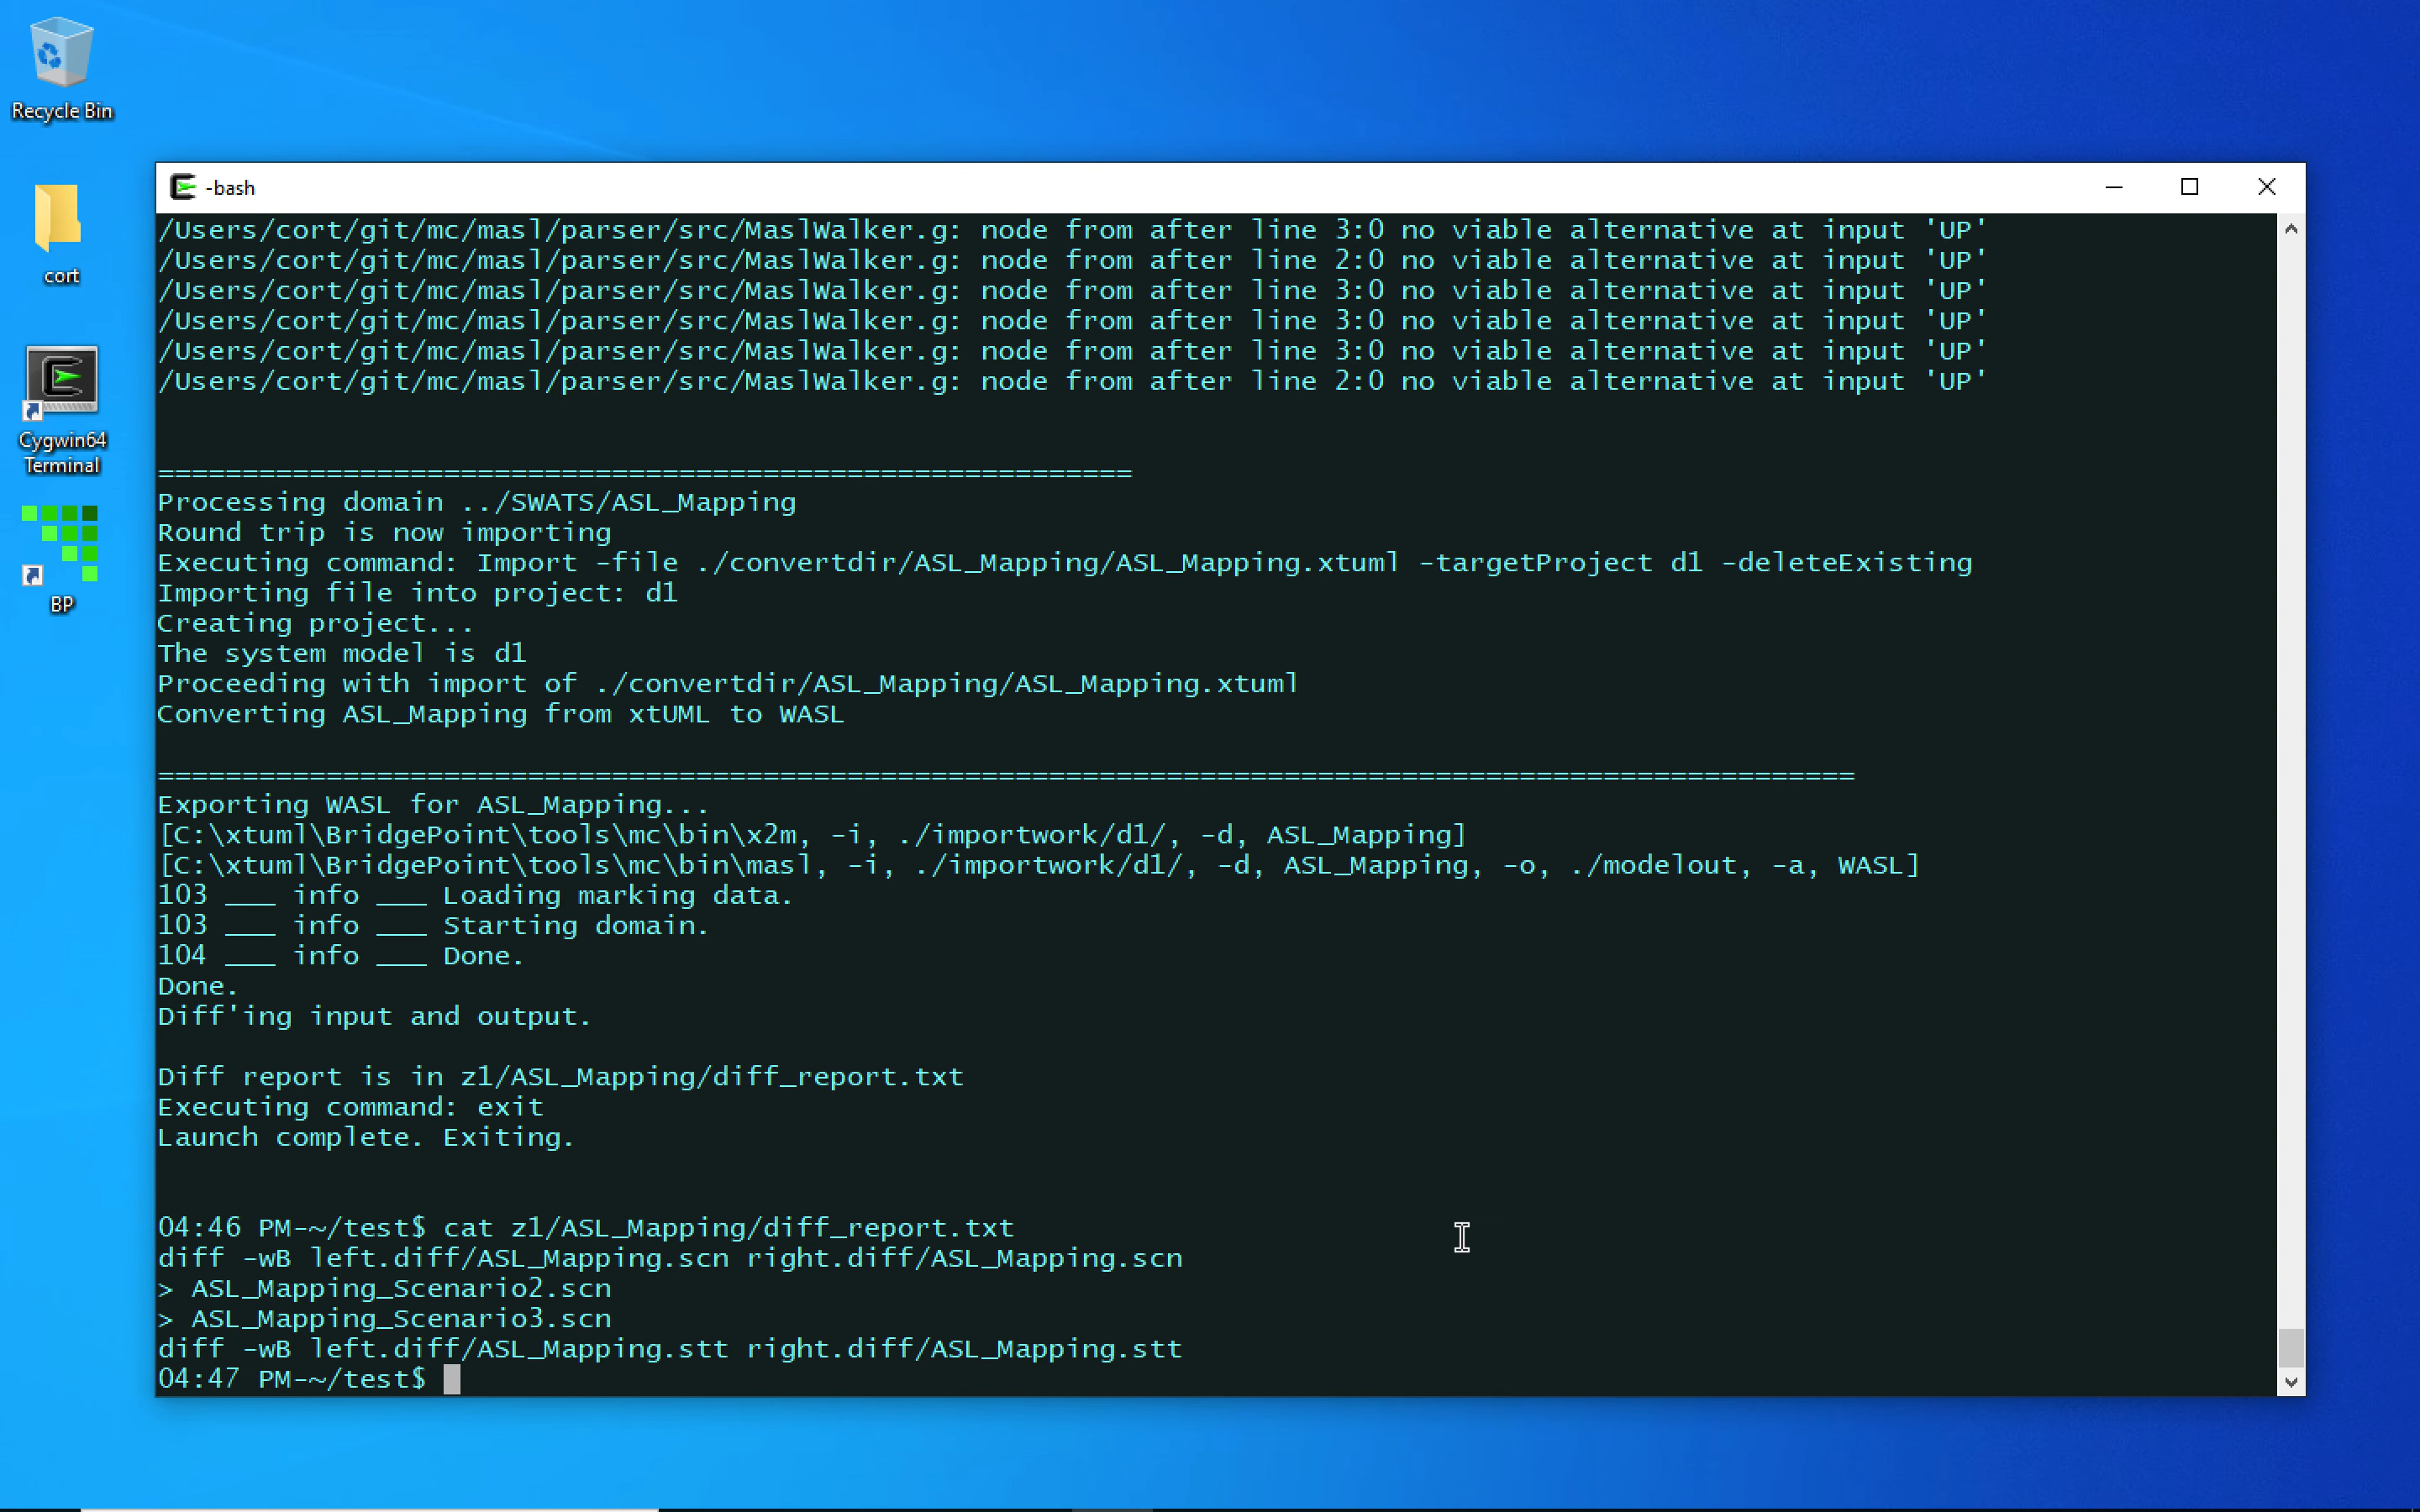 Recycle Bin
cort
Cygwin64
Terminal
BP
-bash
/Users/cort/git/mc/masl/parser/src/MaslWalker.g: node from after line 3:0 no viable alternative at input 'UP'
/Users/cort/git/mc/masl/parser/src/MaslWalker.g: node from after line 2:0 no viable alternative at input 'UP'
/Users/cort/git/mc/masl/parser/src/MaslWalker.g: node from after line 3:0 no viable alternative at input 'UP'
/Users/cort/git/mc/masl/parser/src/MaslWalker.g: node from after line 3:0 no viable alternative at input 'UP'
/Users/cort/git/mc/masl/parser/src/MaslWalker.g: node from after line 3:0 no viable alternative at input 'UP'
/Users/cort/git/mc/masl/parser/src/MaslWalker.g: node from after line 2:0 no viable alternative at input 'UP'
==========================================================
Processing domain ../SWATS/ASL_Mapping
Round trip is now importing
Executing command: Import -file ./convertdir/ASL_Mapping/ASL_Mapping.xtuml -targetProject d1 -deleteExisting
Importing file into project: d1
Creating project...
The system model is d1
Proceeding with import of ./convertdir/ASL_Mapping/ASL_Mapping.xtuml
Converting ASL_Mapping from xtUML to WASL
=====================================================================================================
Exporting WASL for ASL_Mapping...
[C:\xtuml\BridgePoint\tools\mc\bin\x2m, -i, ./importwork/d1/, -d, ASL_Mapping]
[C:\xtuml\BridgePoint\tools\mc\bin\masl, -i, ./importwork/d1/, -d, ASL_Mapping, -o, ./modelout, -a, WASL]
103 ___ info ___ Loading marking data.
103 ___ info ___ Starting domain.
104 ___ info ___ Done.
Done.
Diff'ing input and output.
Diff report is in z1/ASL_Mapping/diff_report.txt
Executing command: exit
Launch complete. Exiting.
04:46 PM-~/test$ cat z1/ASL_Mapping/diff_report.txt
diff -wB left.diff/ASL_Mapping.scn right.diff/ASL_Mapping.scn
> ASL_Mapping_Scenario2.scn
> ASL_Mapping_Scenario3.scn
diff -wB left.diff/ASL_Mapping.stt right.diff/ASL_Mapping.stt
04:47 PM-~/test$